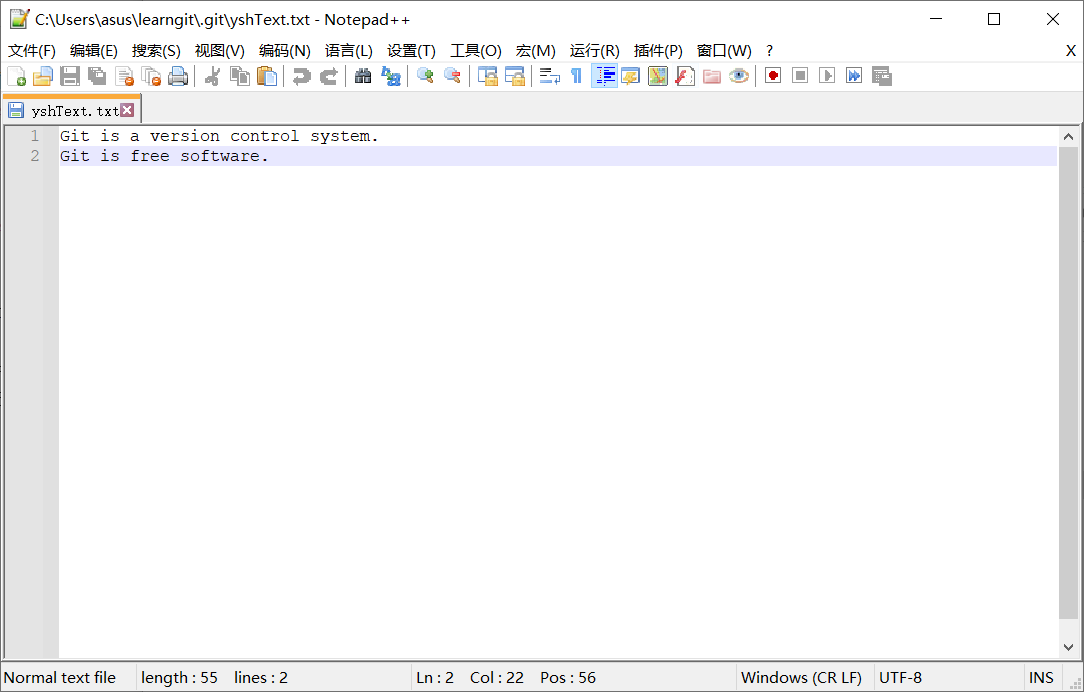 C:\Users\asus\learngit\.git\yshText.txt - Notepad++
文件(F) 编辑(E) 搜索(S) 视图(V) 编码(N) 语言(L) 设置(T) 工具(O) 宏(M) 运行(R) 插件(P) 窗口(W) ? X
yshText.txt
1 Git is a version control system.
2 Git is free software.
Normal text file length : 55 lines : 2 Ln : 2 Col : 22 Pos : 56 Windows (CR LF) UTF-8 INS